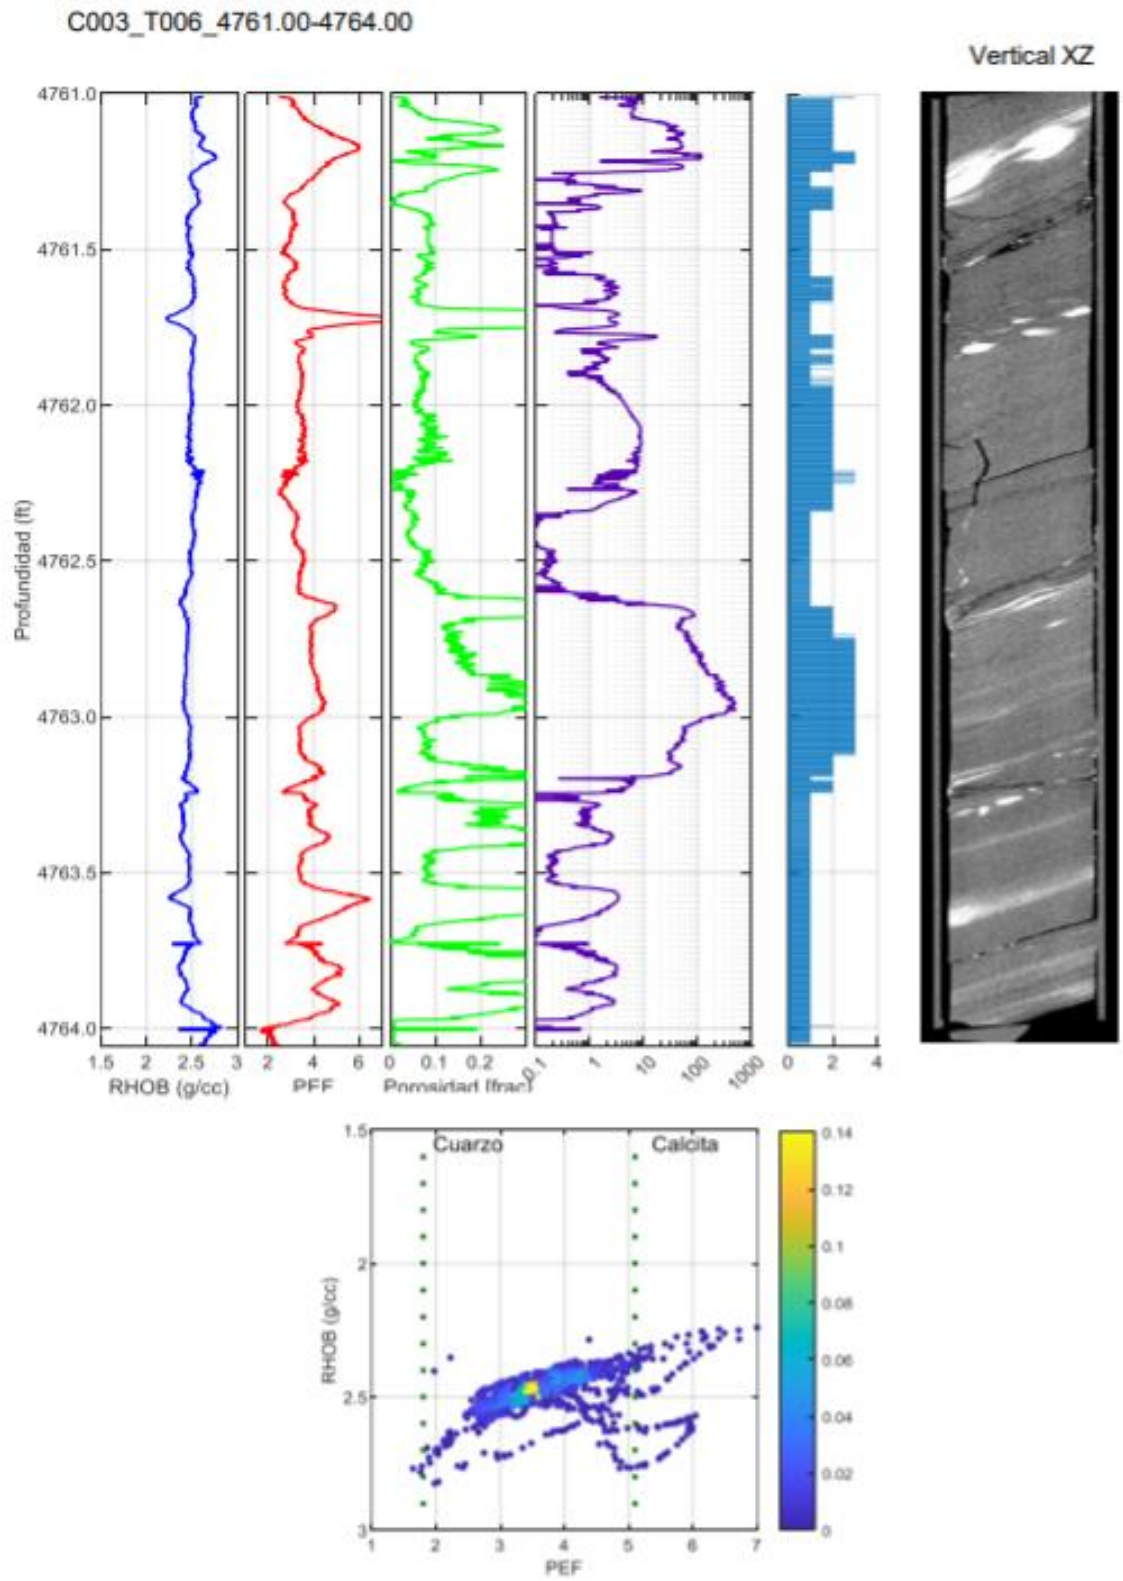 C003_T006_4761.00-4764.00
Vertical XZ
4761.0
4761.5
4762.0
4762.5
4763.0
4763.5
4764.0
Profundidad (ft)
1.5 2 2.5 3 2 4 6 0 0.1 0.2 0.1 1 10 100 1000 0 2 4
RHOB (g/cc) PEF Porosidad (frac)
1.5
2
2.5
3
RHOB (g/cc)
Cuarzo Calcita
1 2 3 4 5 6 7
PEF
0.14
0.12
0.1
0.08
0.06
0.04
0.02
0